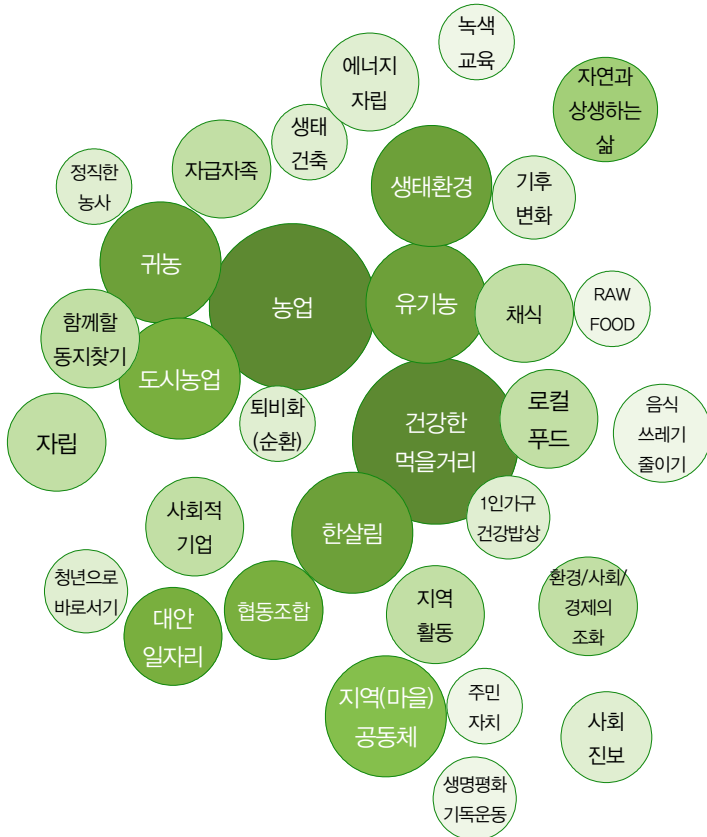 녹색
교육
에너지
자립
자연과
상생하는
삶
생태
건축
정직한
농사
자급자족
생태환경
기후
변화
귀농
농업
유기농
채식
RAW
FOOD
함께할
동지찾기
도시농업
퇴비화
(순환)
건강한
먹을거리
로컬
푸드
음식
쓰레기
줄이기
자립
사회적
기업
한살림
1인가구
건강밥상
청년으로
바로서기
대안
일자리
협동조합
지역
활동
환경/사회/
경제의
조화
지역(마을)
공동체
주민
자치
사회
진보
생명평화
기독운동